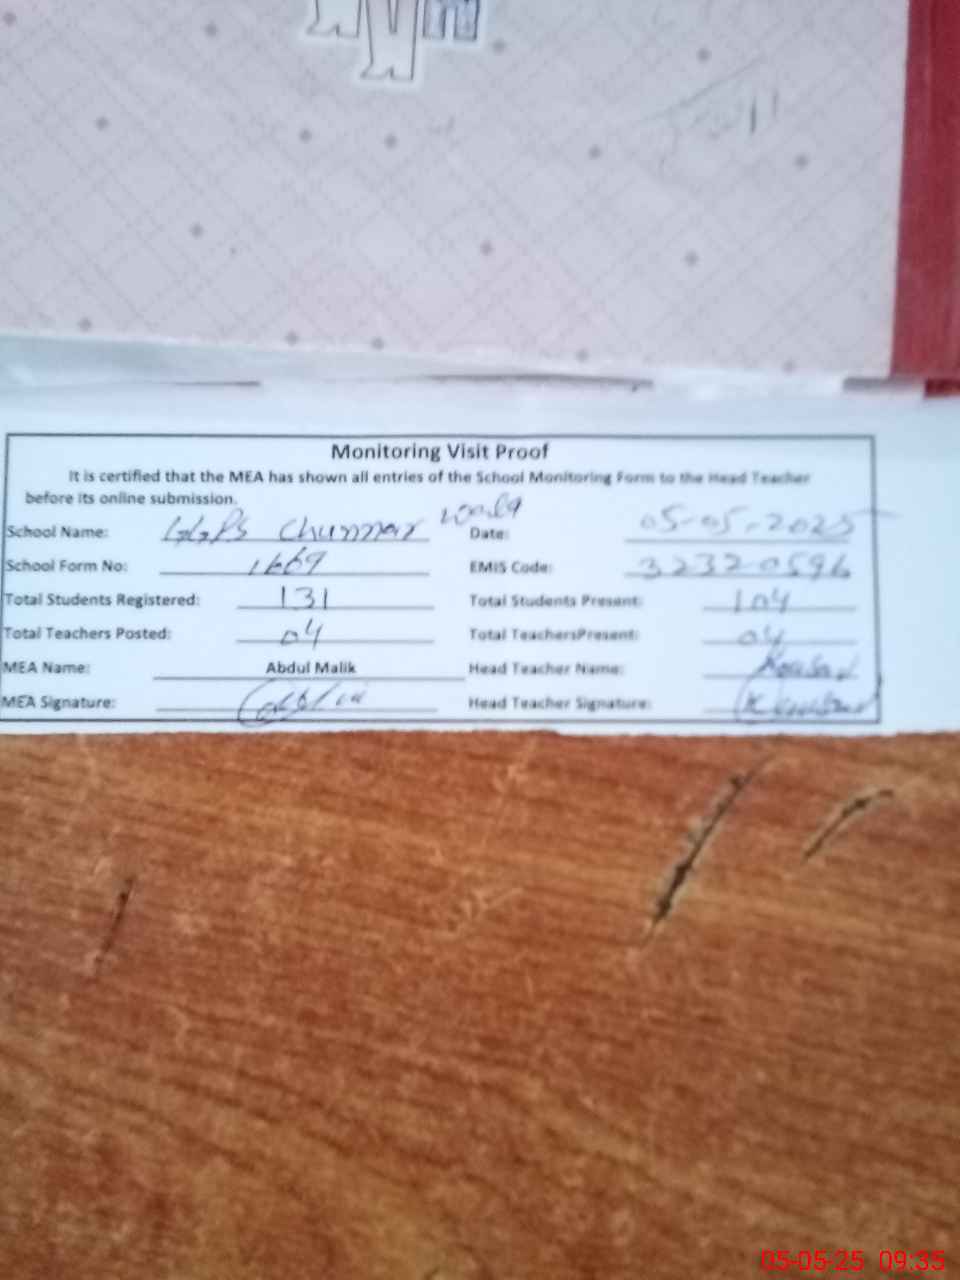 Monitoring Visit Proof
It is certified that the MEA has shown all entries of the School Monitoring Form to the Head Teacher
before its online submission.
School Name: GGPS Chunnar wala Date: 05-05-2025
School Form No: 1669 EMIS Code: 32320596
Total Students Registered: 131 Total Students Present: 104
Total Teachers Posted: 04 Total TeachersPresent: 04
MEA Name: Abdul Malik Head Teacher Name:
MEA Signature: Head Teacher Signature:
05-05-25 09:35